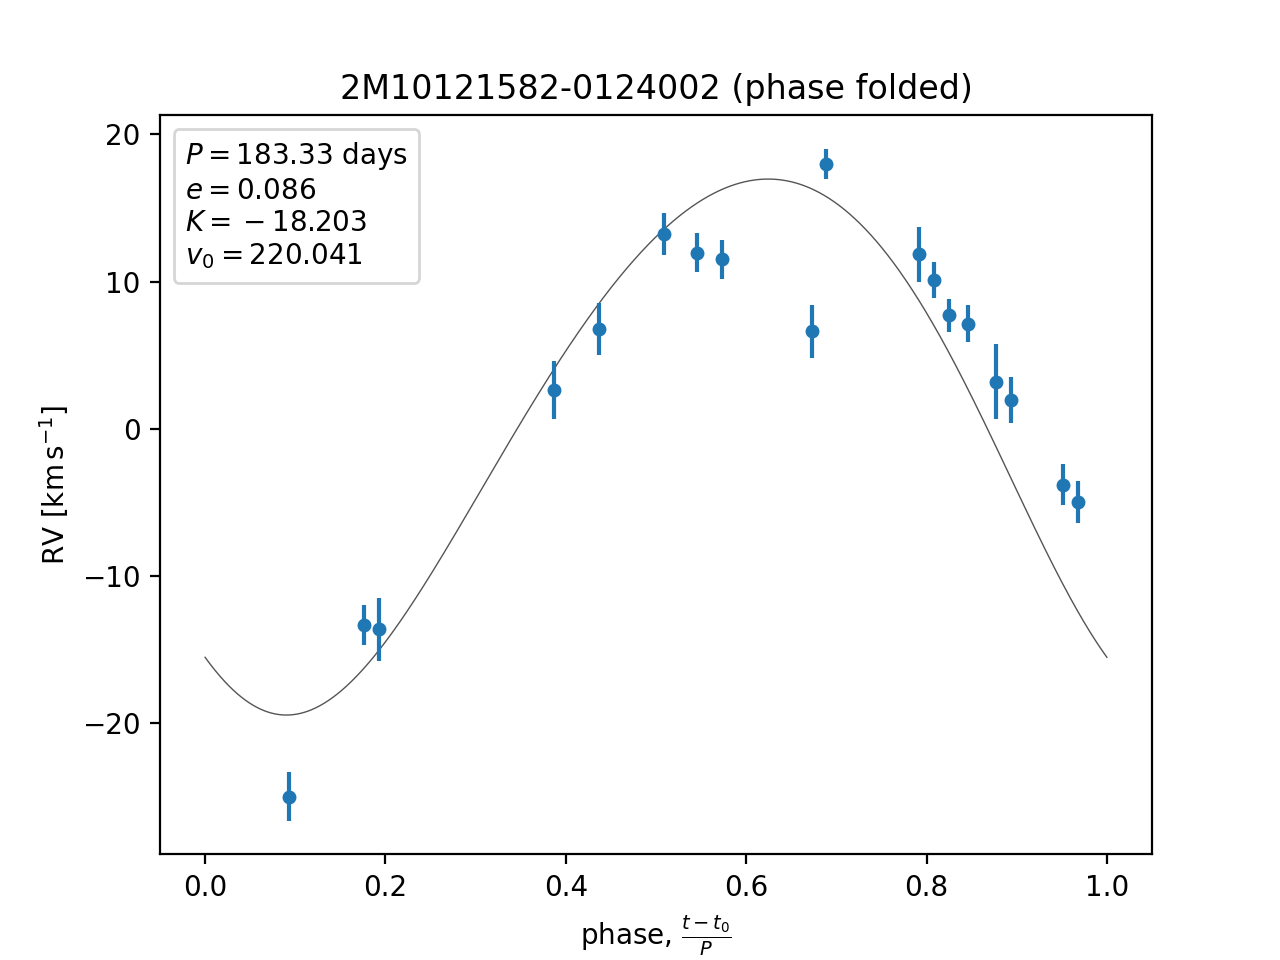 2M10121582-0124002 (phase folded)
P = 183.33 days
e = 0.086
K = −18.203
v₀ = 220.041
20
10
0
−10
−20
RV [km s⁻¹]
0.0 0.2 0.4 0.6 0.8 1.0
phase, (t − t₀)/P